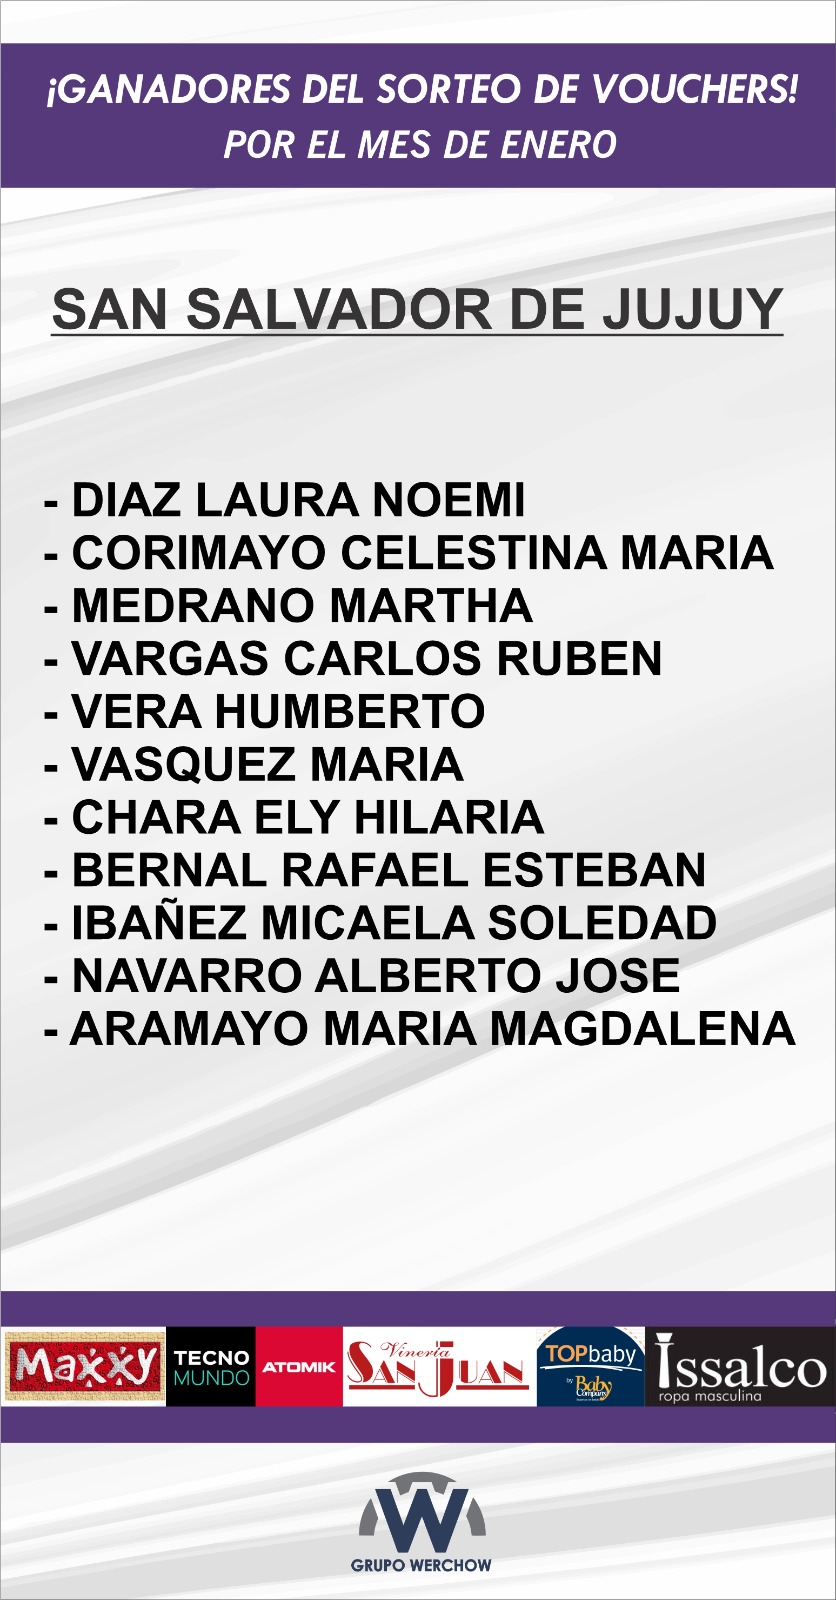 ¡GANADORES DEL SORTEO DE VOUCHERS!
POR EL MES DE ENERO
SAN SALVADOR DE JUJUY
- DIAZ LAURA NOEMI
- CORIMAYO CELESTINA MARIA
- MEDRANO MARTHA
- VARGAS CARLOS RUBEN
- VERA HUMBERTO
- VASQUEZ MARIA
- CHARA ELY HILARIA
- BERNAL RAFAEL ESTEBAN
- IBAÑEZ MICAELA SOLEDAD
- NAVARRO ALBERTO JOSE
- ARAMAYO MARIA MAGDALENA
Maxxy
TECNO
MUNDO
ATOMIK
Vinería
SAN JUAN
TOPbaby
by Baby
Company
Issalco
ropa masculina
W
GRUPO WERCHOW